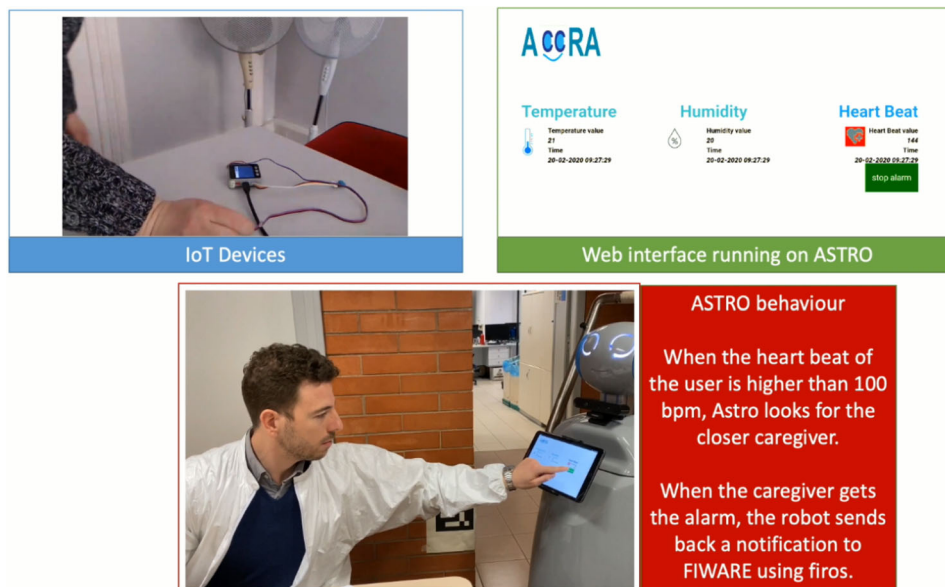 ACCRA
Temperature
Temperature value
21
Time
20-02-2020 09:27:29
Humidity
%
Humidity value
20
Time
20-02-2020 09:27:29
Heart Beat
Heart Beat value
144
Time
20-02-2020 09:27:29
stop alarm
IoT Devices
Web interface running on ASTRO
ASTRO behaviour
When the heart beat of
the user is higher than 100
bpm, Astro looks for the
closer caregiver.
When the caregiver gets
the alarm, the robot sends
back a notification to
FIWARE using firos.